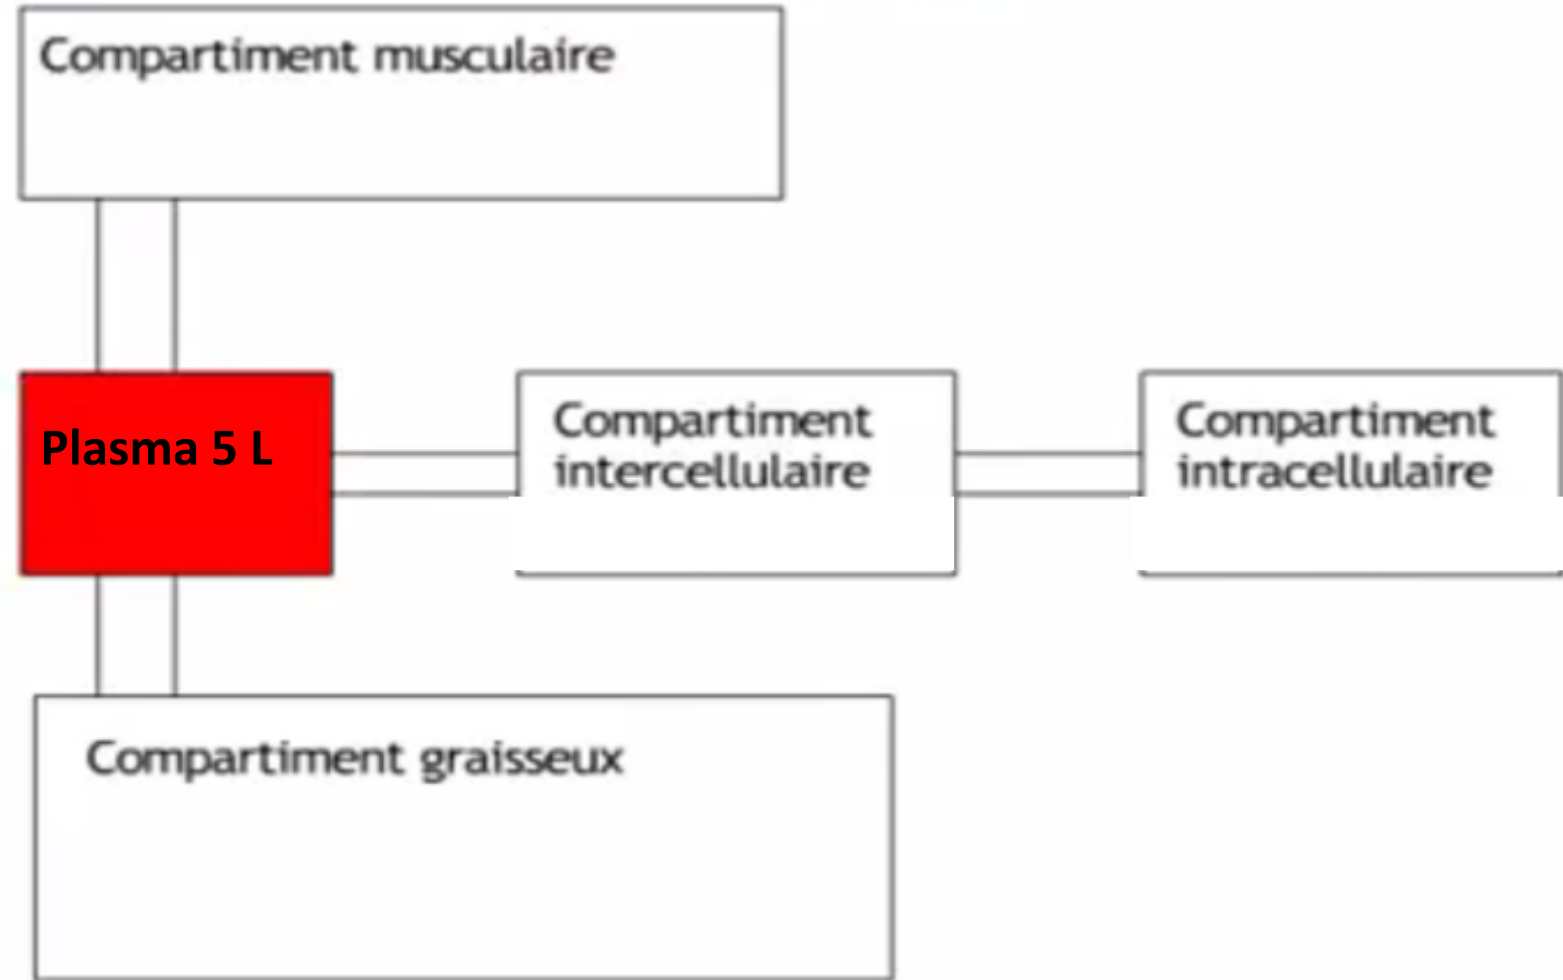 Compartiment musculaire
Plasma 5 L
Compartiment
intercellulaire
Compartiment
intracellulaire
Compartiment graisseux